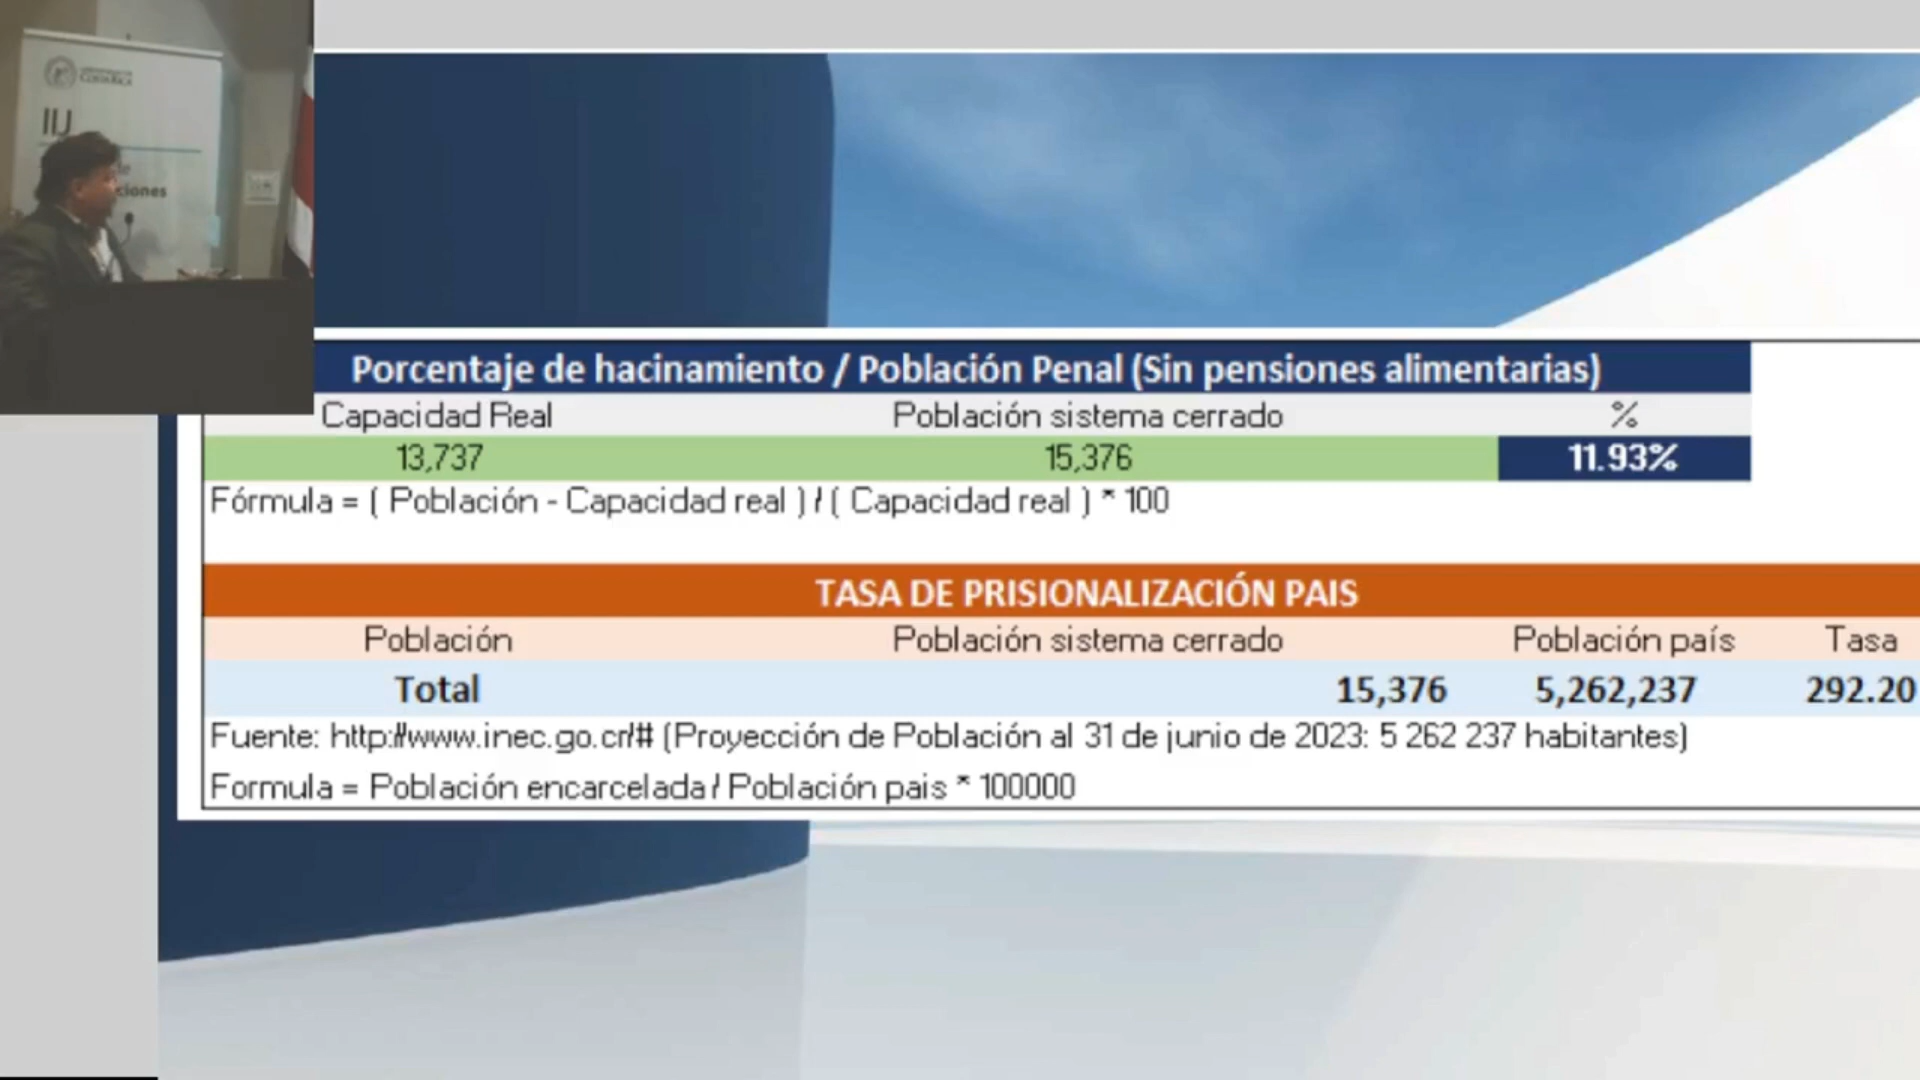 IIJ
ciones
Porcentaje de hacinamiento / Población Penal (Sin pensiones alimentarias)
Capacidad Real Población sistema cerrado %
13,737 15,376 11.93%
Fórmula = ( Población - Capacidad real ) / ( Capacidad real ) * 100
TASA DE PRISIONALIZACIÓN PAIS
Población Población sistema cerrado Población país Tasa
Total 15,376 5,262,237 292.20
Fuente: http://www.inec.go.cr/# (Proyección de Población al 31 de junio de 2023: 5 262 237 habitantes)
Formula = Población encarcelada / Población pais * 100000